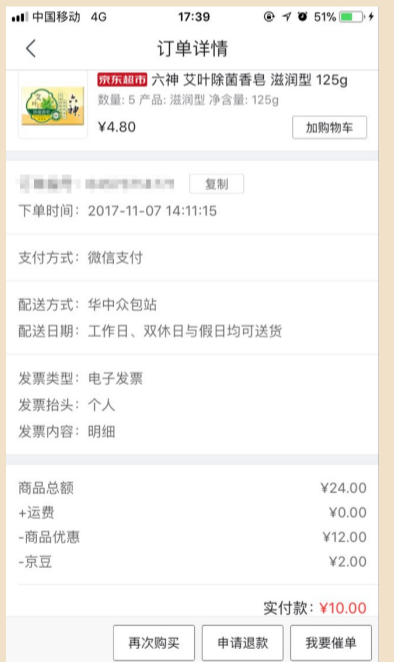 中国移动 4G 17:39 51%
订单详情
京东超市 六神 艾叶除菌香皂 滋润型 125g
数量: 5 产品: 滋润型 净含量: 125g
¥4.80
加购物车
复制
下单时间: 2017-11-07 14:11:15
支付方式: 微信支付
配送方式: 华中众包站
配送日期: 工作日、双休日与假日均可送货
发票类型: 电子发票
发票抬头: 个人
发票内容: 明细
商品总额 ¥24.00
+运费 ¥0.00
-商品优惠 ¥12.00
-京豆 ¥2.00
实付款: ¥10.00
再次购买 申请退款 我要催单